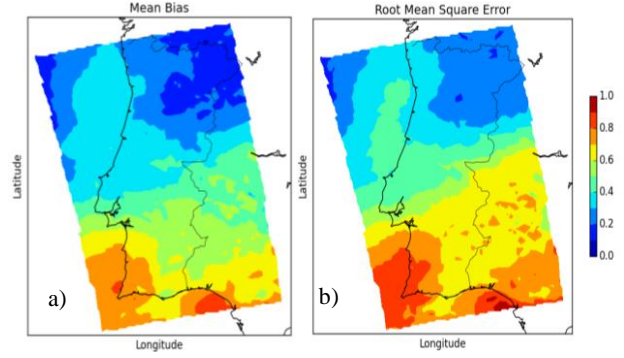 Mean Bias
Latitude
a)
Longitude
Root Mean Square Error
Latitude
b)
Longitude
1.0
0.8
0.6
0.4
0.2
0.0